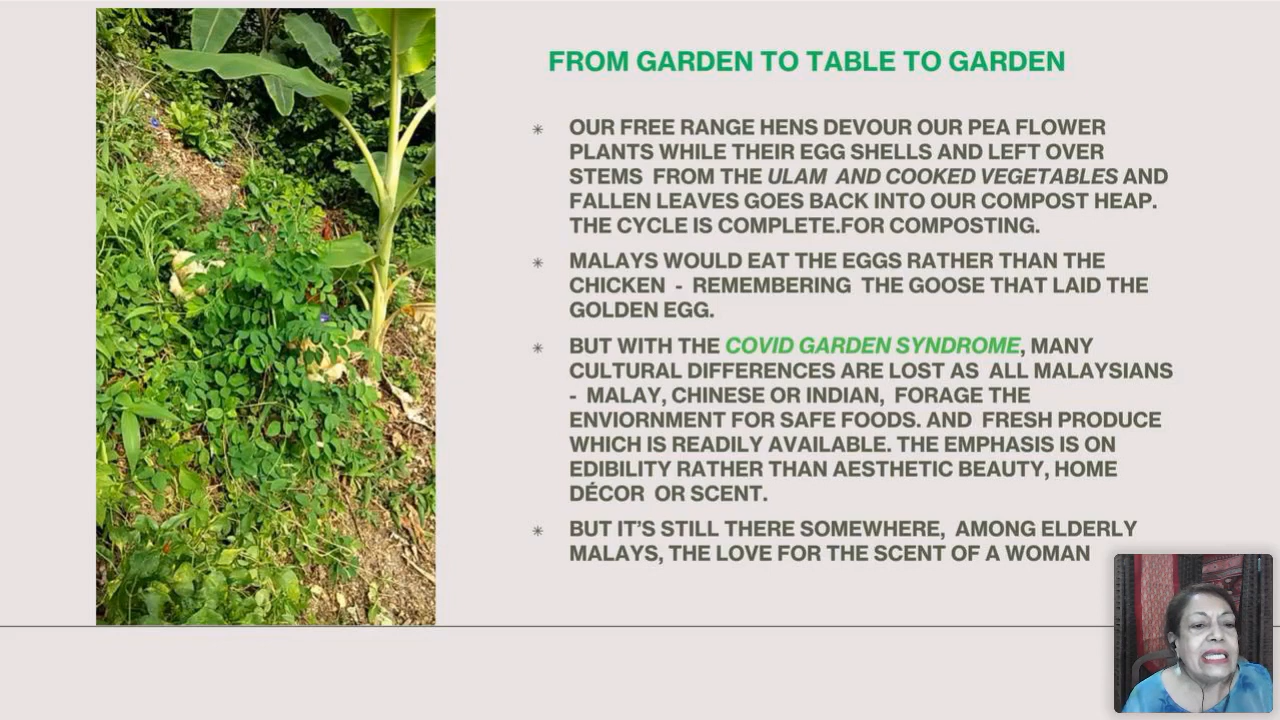 FROM GARDEN TO TABLE TO GARDEN
* OUR FREE RANGE HENS DEVOUR OUR PEA FLOWER
PLANTS WHILE THEIR EGG SHELLS AND LEFT OVER
STEMS FROM THE ULAM AND COOKED VEGETABLES AND
FALLEN LEAVES GOES BACK INTO OUR COMPOST HEAP.
THE CYCLE IS COMPLETE.FOR COMPOSTING.
* MALAYS WOULD EAT THE EGGS RATHER THAN THE
CHICKEN - REMEMBERING THE GOOSE THAT LAID THE
GOLDEN EGG.
* BUT WITH THE COVID GARDEN SYNDROME, MANY
CULTURAL DIFFERENCES ARE LOST AS ALL MALAYSIANS
- MALAY, CHINESE OR INDIAN, FORAGE THE
ENVIORNMENT FOR SAFE FOODS. AND FRESH PRODUCE
WHICH IS READILY AVAILABLE. THE EMPHASIS IS ON
EDIBILITY RATHER THAN AESTHETIC BEAUTY, HOME
DÉCOR OR SCENT.
* BUT IT’S STILL THERE SOMEWHERE, AMONG ELDERLY
MALAYS, THE LOVE FOR THE SCENT OF A WOMAN